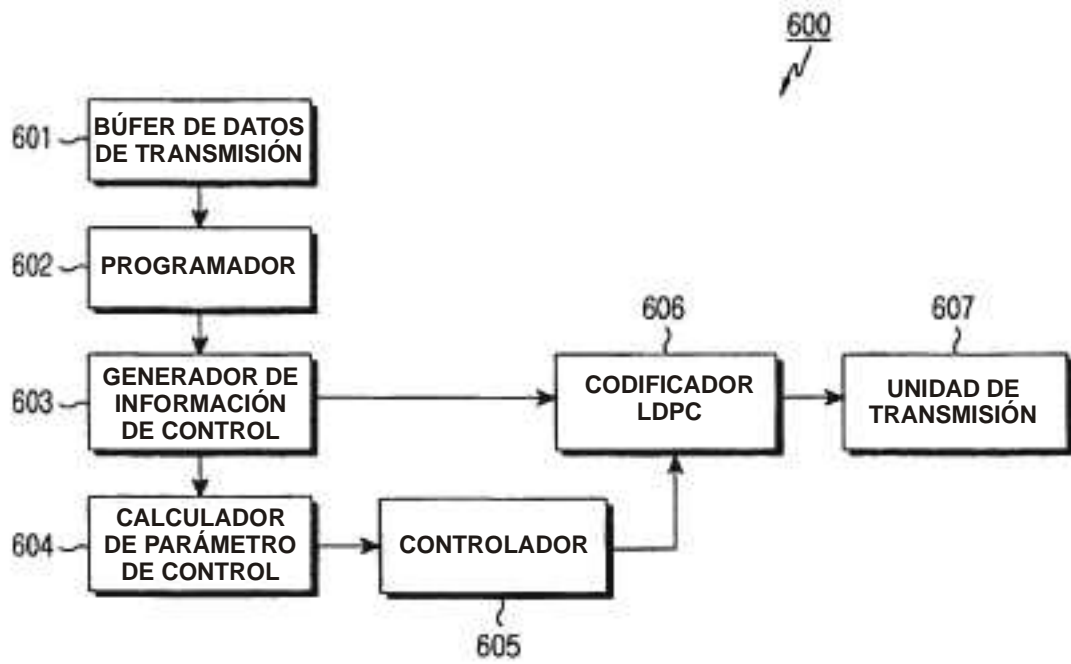 600
601
BÚFER DE DATOS
DE TRANSMISIÓN
602
PROGRAMADOR
603
GENERADOR DE
INFORMACIÓN
DE CONTROL
606
CODIFICADOR
LDPC
607
UNIDAD DE
TRANSMISIÓN
604
CALCULADOR
DE PARÁMETRO
DE CONTROL
CONTROLADOR
605